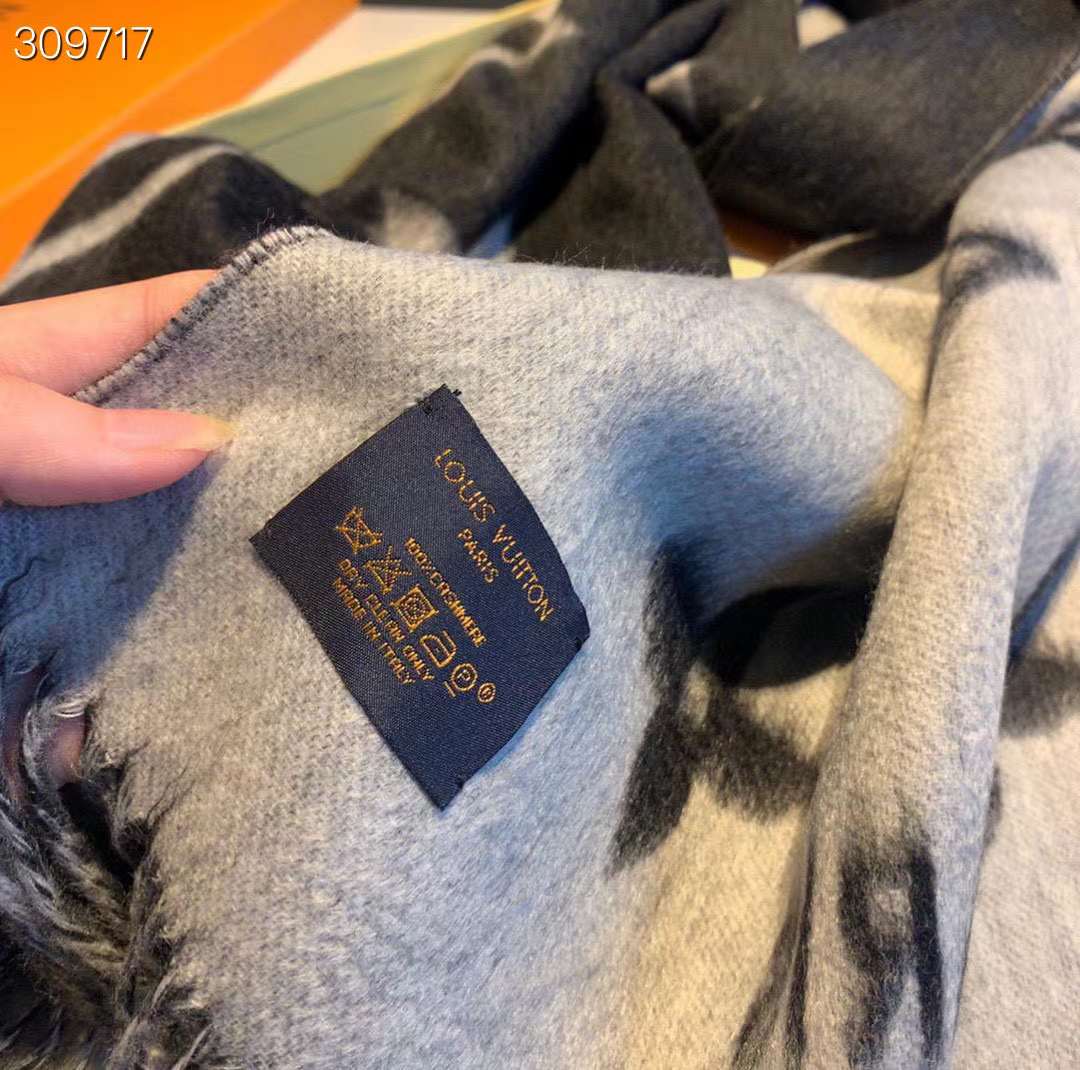 309717
LOUIS VUITTON
PARIS
100% CASHMERE
P ®
DRY CLEAN ONLY
MADE IN ITALY